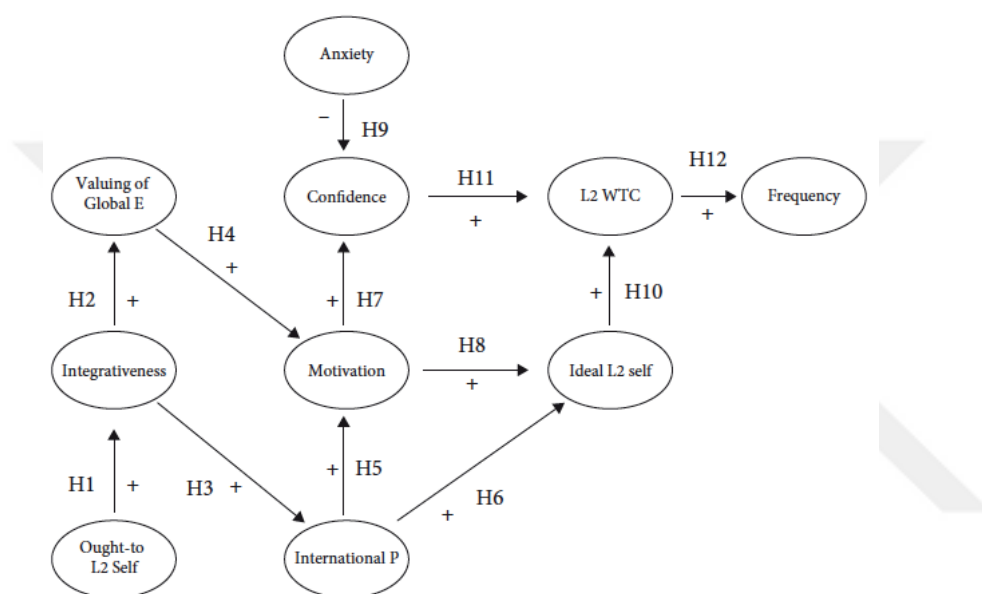 Anxiety
−
H9
Valuing of
Global E
Confidence
H11
+
L2 WTC
H12
+
Frequency
H4
+
H2
+
+
H7
+
H10
Integrativeness
Motivation
H8
+
Ideal L2 self
H1
+
H3
+
+
H5
+
H6
Ought-to
L2 Self
International P